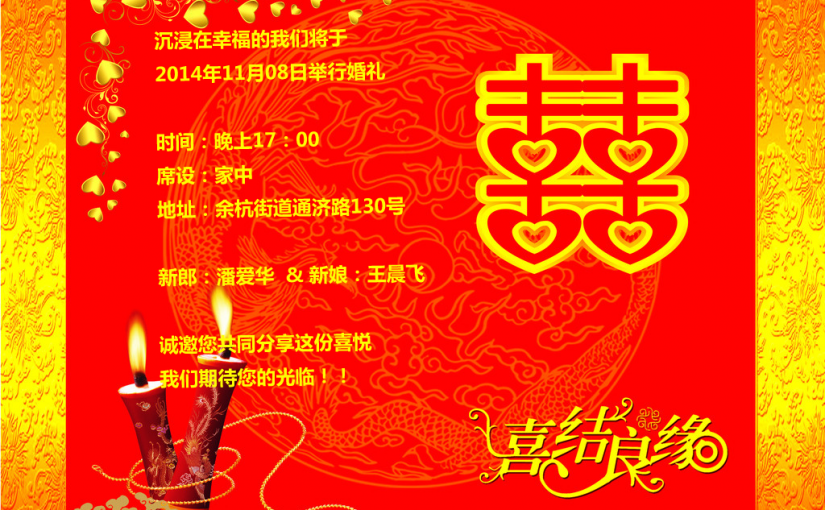 沉浸在幸福的我们将于
2014年11月08日举行婚礼
时间：晚上17：00
席设：家中
地址：余杭街道通济路130号
新郎：潘爱华 & 新娘：王晨飞
诚邀您共同分享这份喜悦
我们期待您的光临！！
囍
喜结良缘